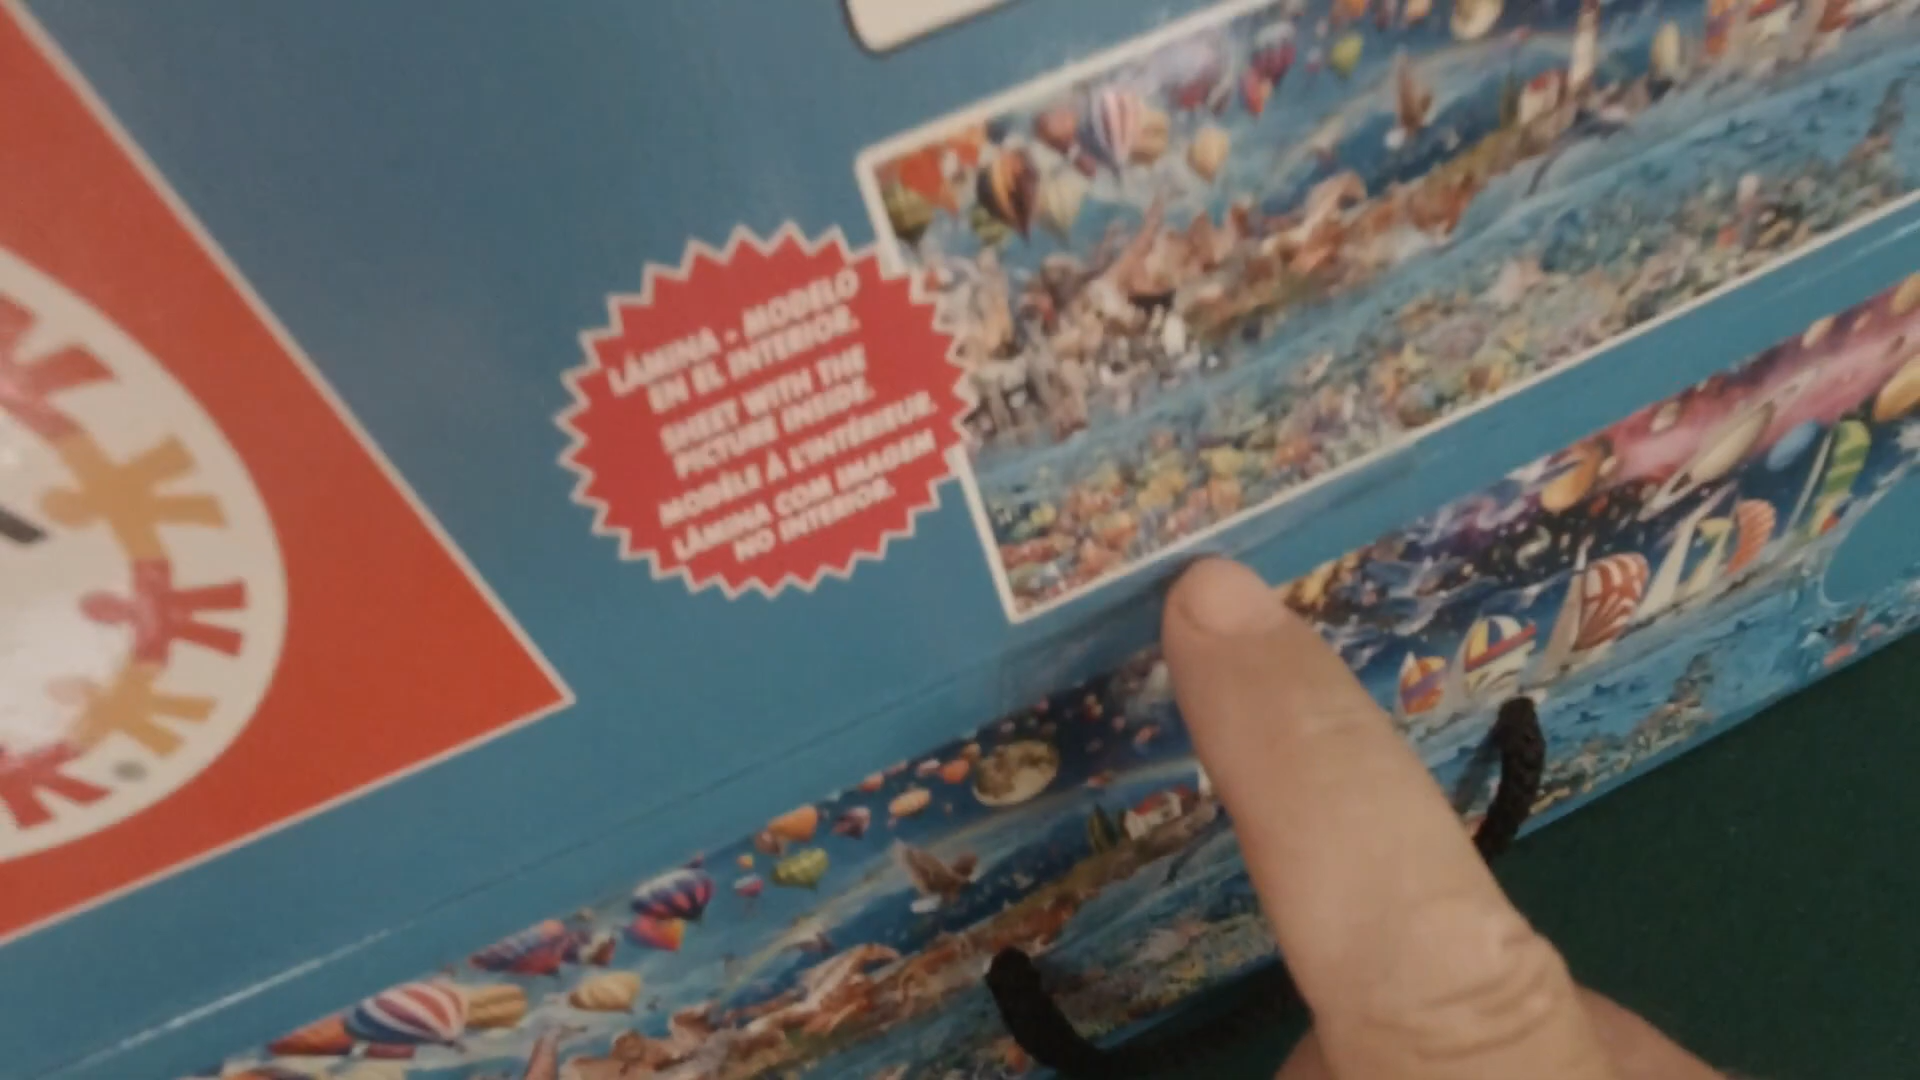 LÁMINA - MODELO
EN EL INTERIOR.
SHEET WITH THE
PICTURE INSIDE.
MODÈLE À L'INTÉRIEUR.
LÂMINA COM IMAGEM
NO INTERIOR.